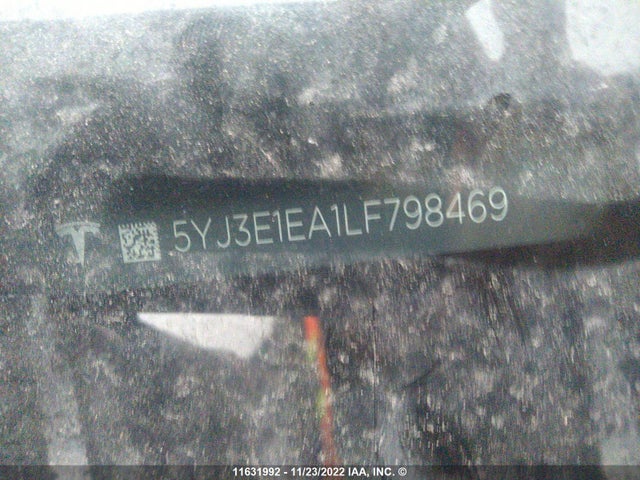 5YJ3E1EA1LF798469
11631992 - 11/23/2022 IAA, INC. ©